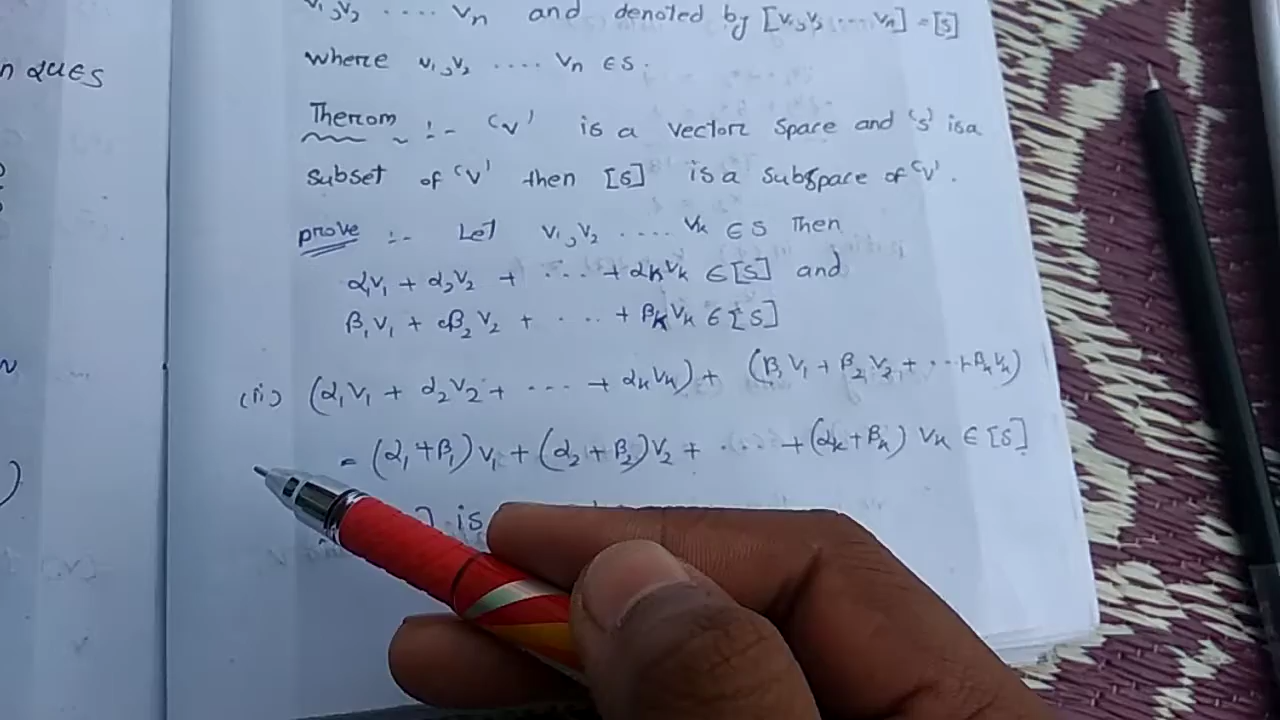 n QUES
v₁,v₂ .... vₙ and denoted by [v₁,v₂ .... vₙ] = [s]
where v₁,v₂ .... vₙ ∈ S.
Therom :- 'v' is a vector space and 's' is a
subset of 'v' then [s] is a subspace of 'v'.
prove :- Let v₁,v₂ .... vₖ ∈ S Then
α₁v₁ + α₂v₂ + .... + αₖvₖ ∈ [s] and
β₁v₁ + β₂v₂ + .... + βₖvₖ ∈ [s]
(ii) (α₁v₁ + α₂v₂ + .... + αₖvₖ) + (β₁v₁ + β₂v₂ + ... + βₖvₖ)
= (α₁+β₁)v₁ + (α₂+β₂)v₂ + .... + (αₖ+βₖ) vₖ ∈ [s]
] is